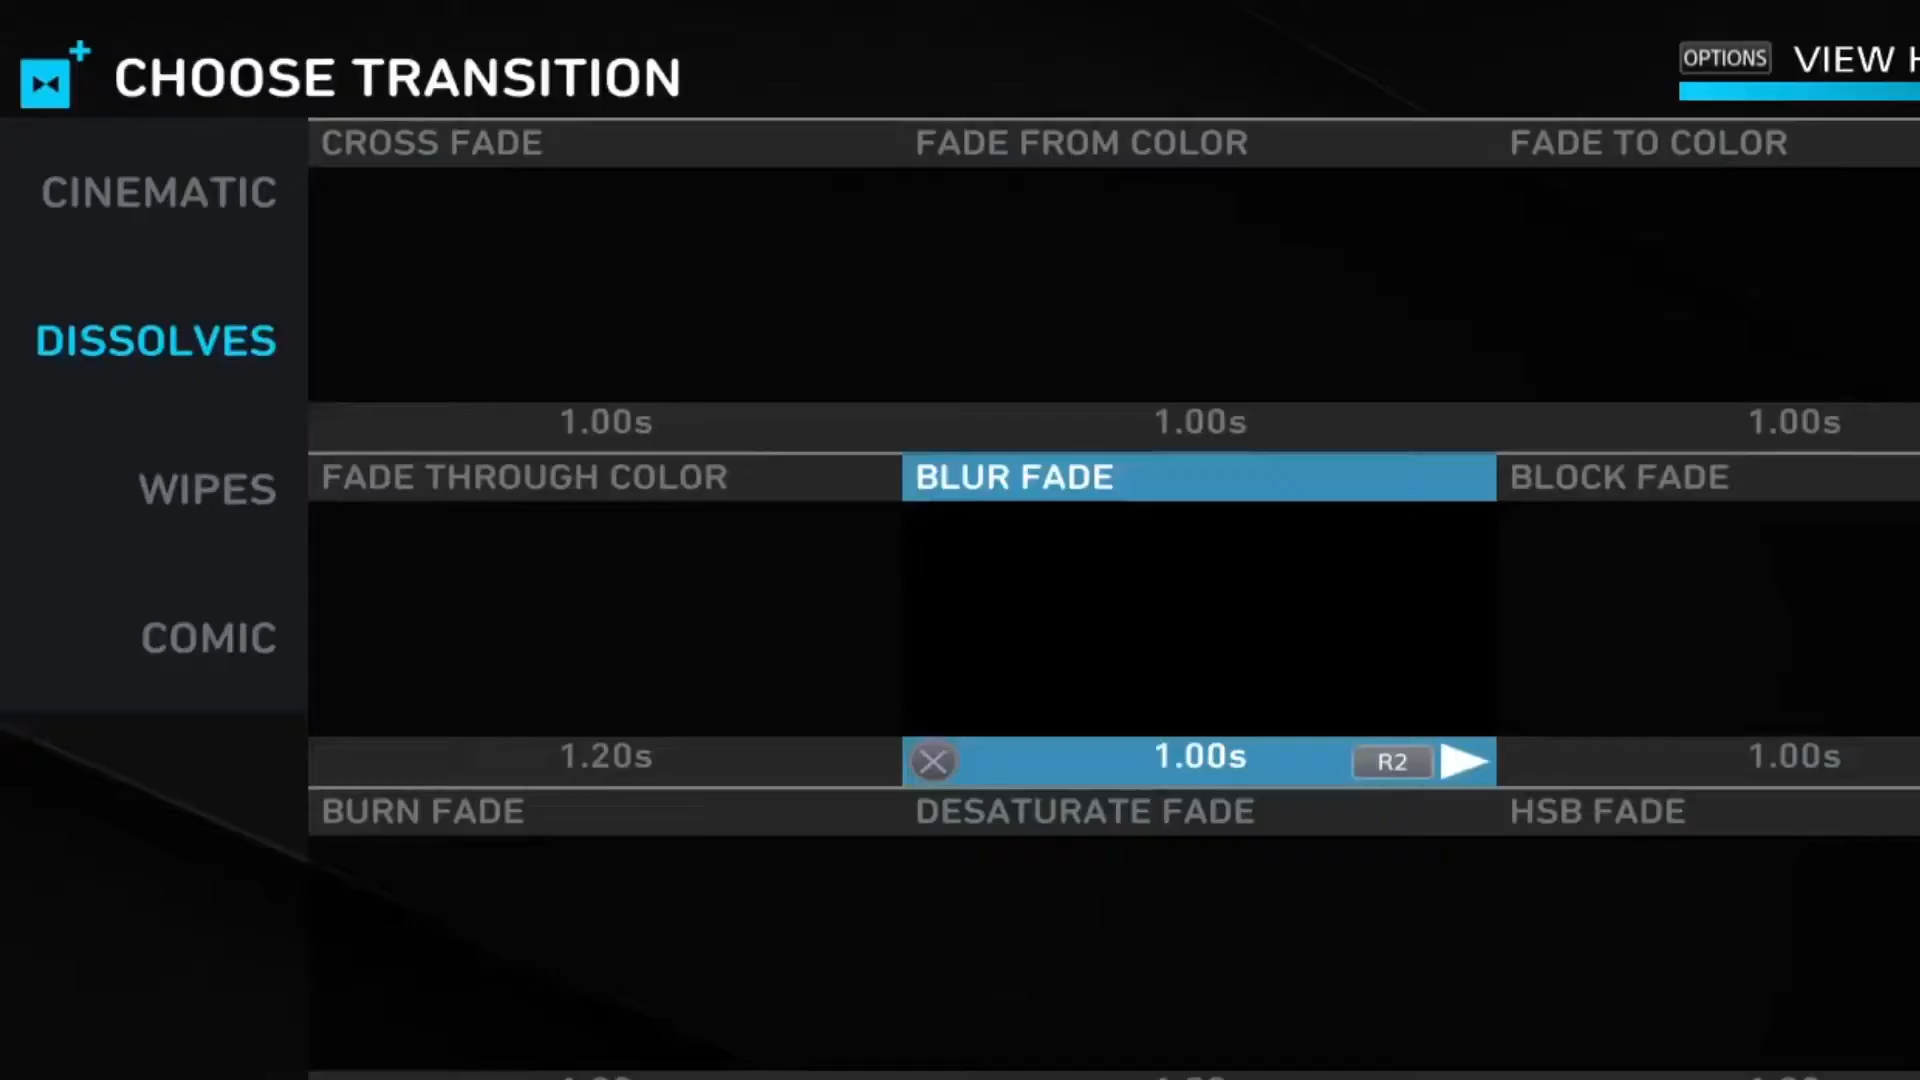 CHOOSE TRANSITION
OPTIONS VIEW
CINEMATIC
DISSOLVES
WIPES
COMIC
CROSS FADE FADE FROM COLOR FADE TO COLOR
1.00s 1.00s 1.00s
FADE THROUGH COLOR BLUR FADE BLOCK FADE
1.20s 1.00s R2 1.00s
BURN FADE DESATURATE FADE HSB FADE